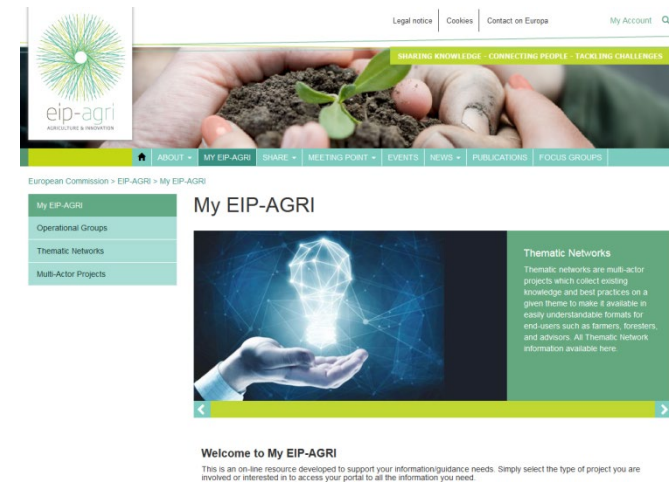 Legal notice
Cookies
Contact on Europa
My Account
SHARING KNOWLEDGE - CONNECTING PEOPLE - TACKLING CHALLENGES
eip-agri
AGRICULTURE & INNOVATION
ABOUT
MY EIP-AGRI
SHARE
MEETING POINT
EVENTS
NEWS
PUBLICATIONS
FOCUS GROUPS
European Commission > EIP-AGRI > My EIP-AGRI
My EIP-AGRI
Operational Groups
Thematic Networks
Multi-Actor Projects
My EIP-AGRI
Thematic Networks
Thematic networks are multi-actor
projects which collect existing
knowledge and best practices on a
given theme to make it available in
easily understandable formats for
end-users such as farmers, foresters,
and advisors. All Thematic Network
information available here.
Welcome to My EIP-AGRI
This is an on-line resource developed to support your information/guidance needs. Simply select the type of project you are
involved or interested in to access your portal to all the information you need.